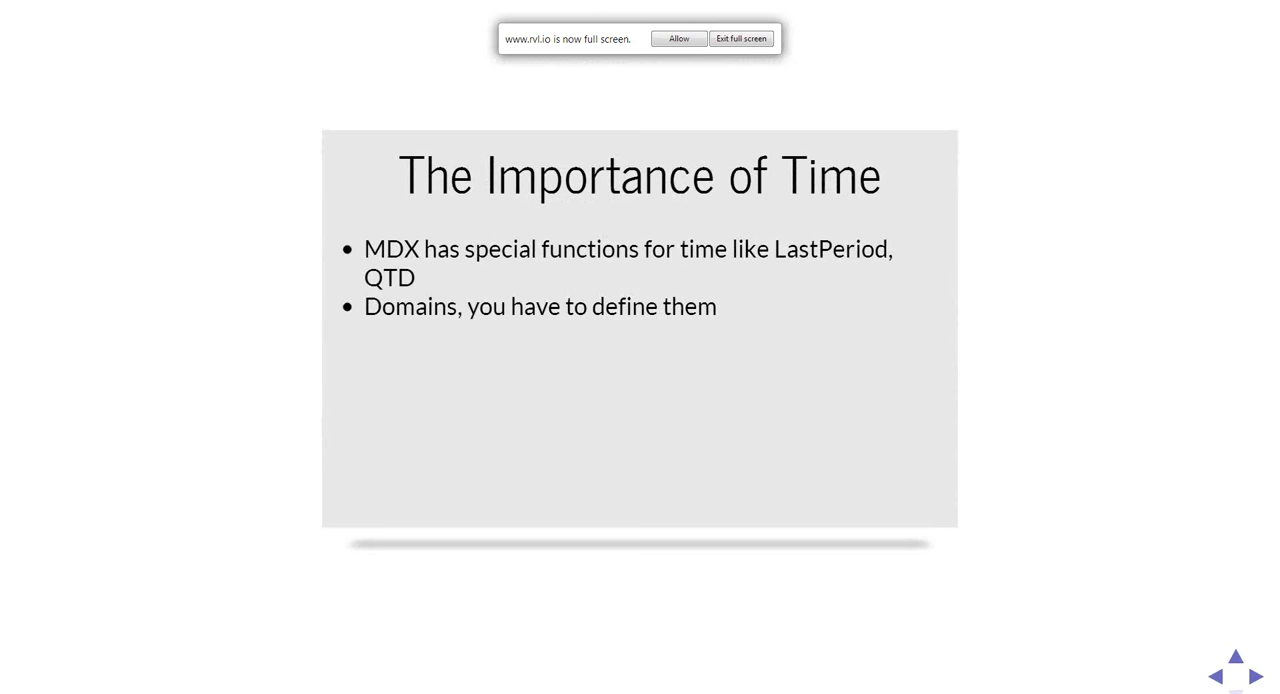 www.rvl.io is now full screen. Allow Exit full screen
The Importance of Time
• MDX has special functions for time like LastPeriod,
QTD
• Domains, you have to define them